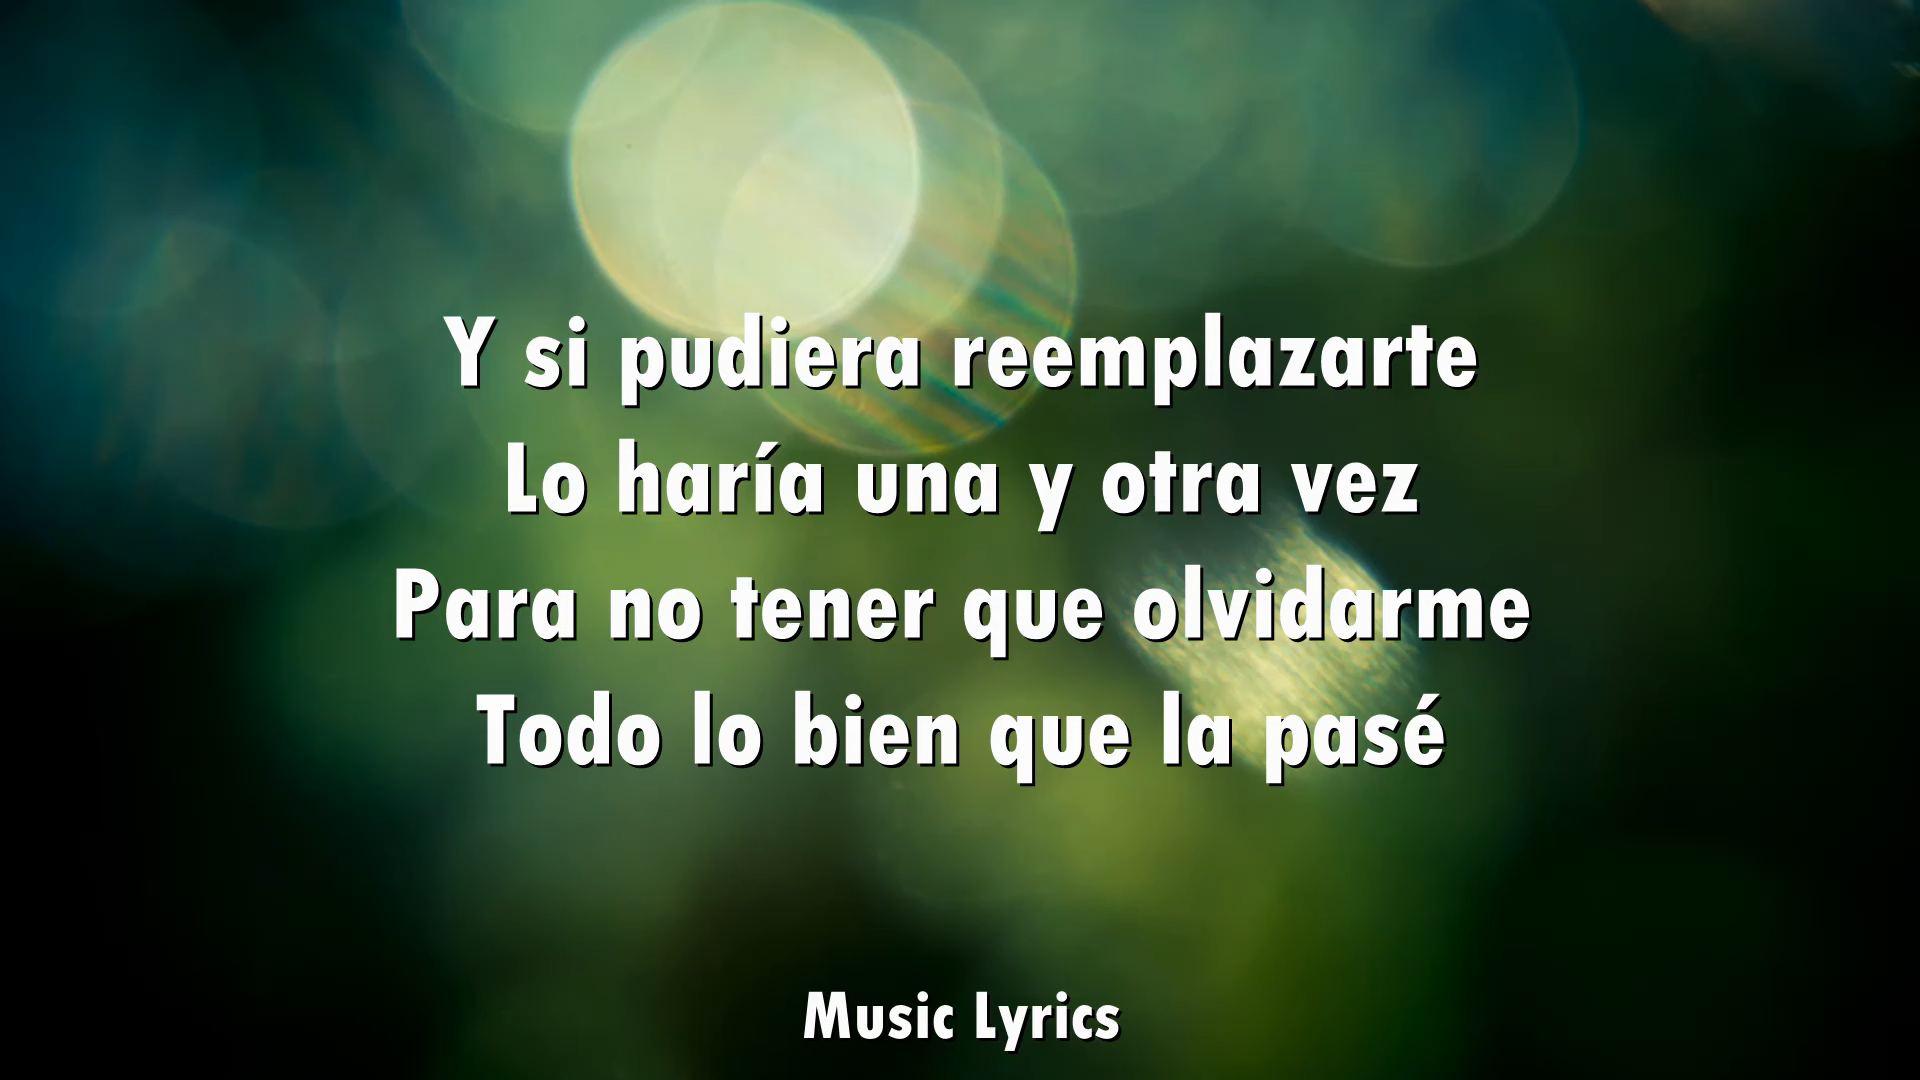 Y si pudiera reemplazarte
Lo haría una y otra vez
Para no tener que olvidarme
Todo lo bien que la pasé
Music Lyrics